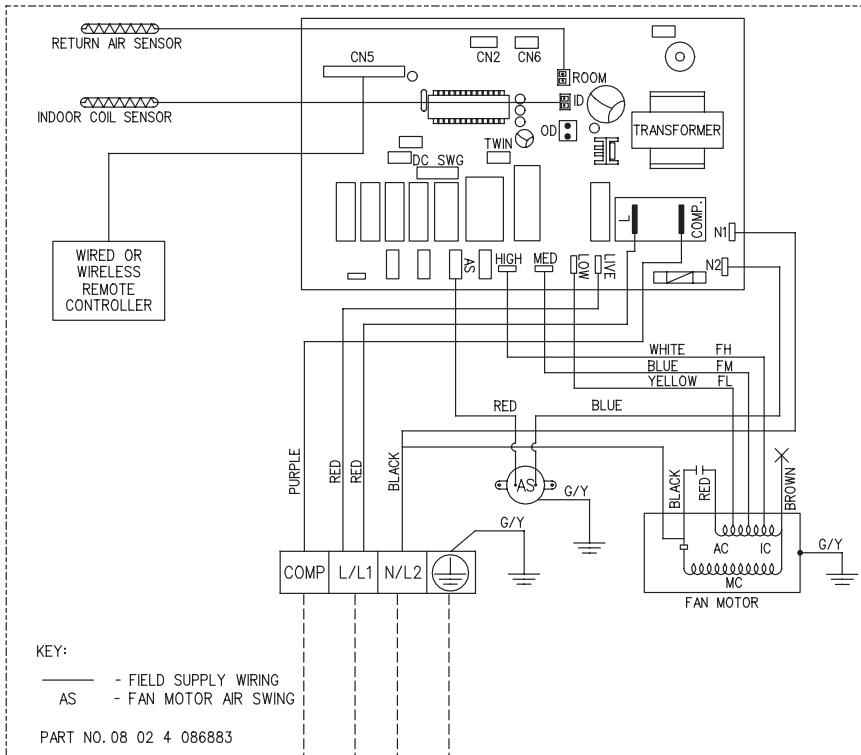 RETURN AIR SENSOR
INDOOR COIL SENSOR
CN5
CN2
CN6
ROOM
ID
OD
TWIN
TRANSFORMER
DC SWG
L
COMP.
N1
N2
AS
HIGH
MED
LOW
LIVE
WIRED OR
WIRELESS
REMOTE
CONTROLLER
WHITE FH
BLUE FM
YELLOW FL
RED
BLUE
PURPLE
RED
RED
BLACK
AS
G/Y
BLACK
RED
BROWN
AC
IC
MC
G/Y
FAN MOTOR
G/Y
COMP
L/L1
N/L2
KEY:
- FIELD SUPPLY WIRING
AS - FAN MOTOR AIR SWING
PART NO. 08 02 4 086883